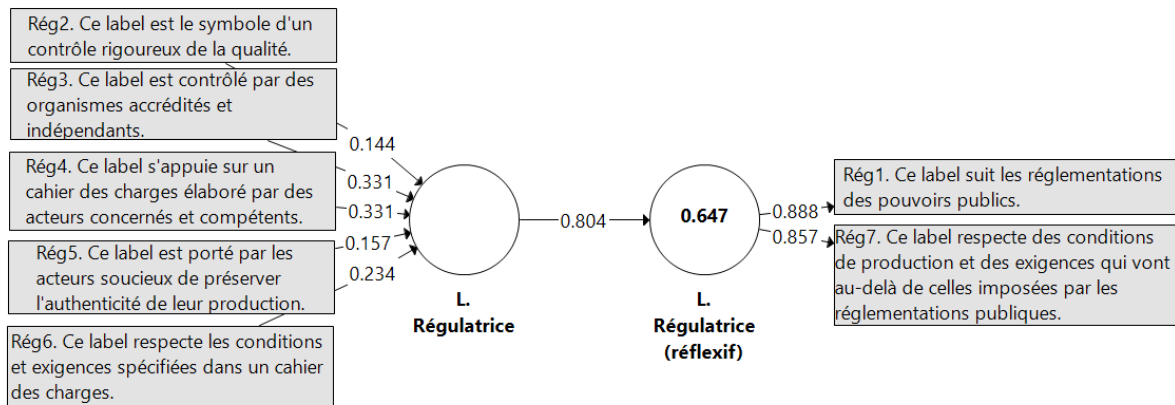 Rég2. Ce label est le symbole d'un
contrôle rigoureux de la qualité.
Rég3. Ce label est contrôlé par des
organismes accrédités et
indépendants.
Rég4. Ce label s'appuie sur un
cahier des charges élaboré par des
acteurs concernés et compétents.
Rég5. Ce label est porté par les
acteurs soucieux de préserver
l'authenticité de leur production.
Rég6. Ce label respecte les conditions
et exigences spécifiées dans un cahier
des charges.
0.144
0.331
0.331
0.157
0.234
L.
Régulatrice
0.804
0.647
L.
Régulatrice
(réflexif)
0.888
0.857
Rég1. Ce label suit les réglementations
des pouvoirs publics.
Rég7. Ce label respecte des conditions
de production et des exigences qui vont
au-delà de celles imposées par les
réglementations publiques.